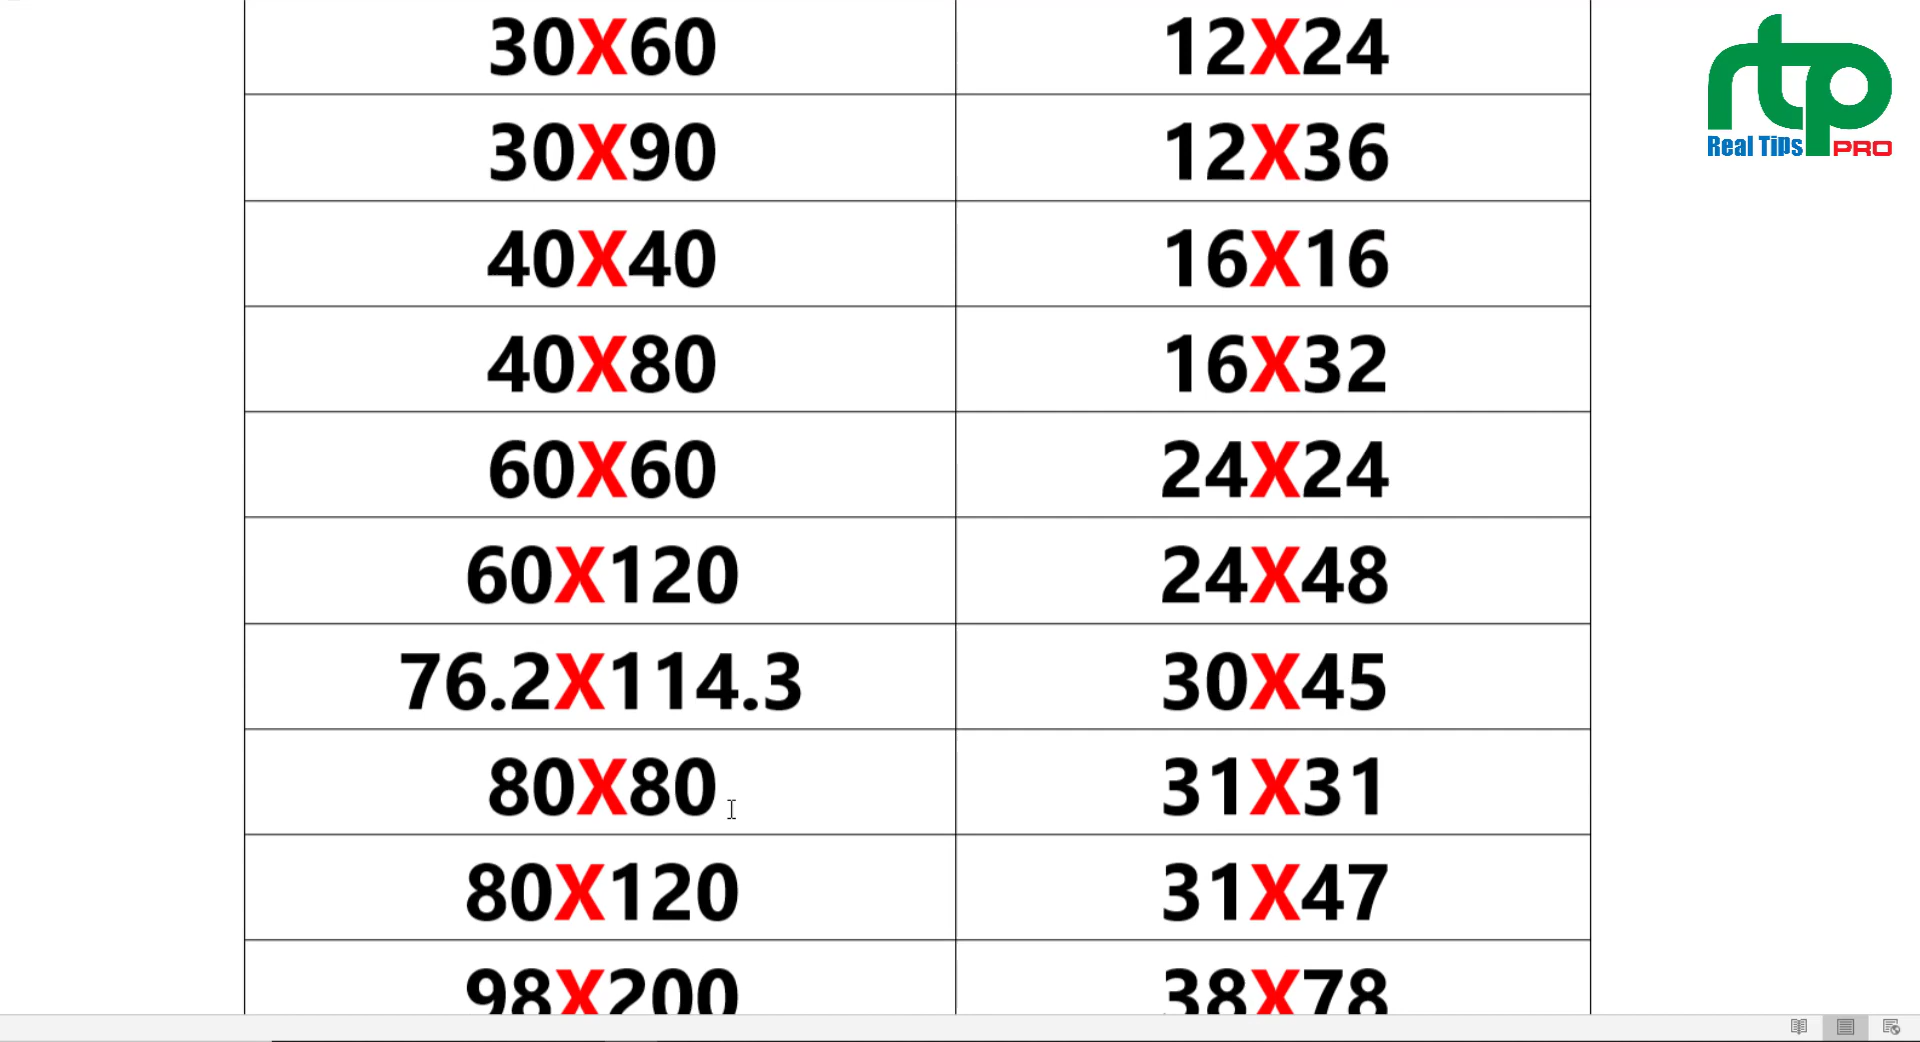 30X60 12X24
30X90 12X36
40X40 16X16
40X80 16X32
60X60 24X24
60X120 24X48
76.2X114.3 30X45
80X80 31X31
80X120 31X47
98X200 38X78
rtp
Real Tips PRO